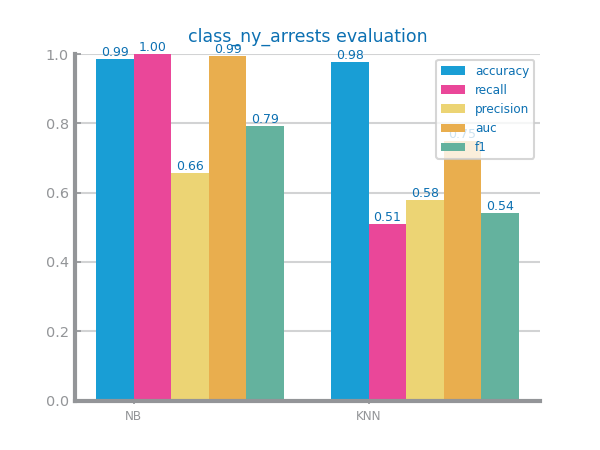 class_ny_arrests evaluation
0.99 1.00 0.66 0.99 0.79
0.98 0.51 0.58 0.75 0.54
accuracy
recall
precision
auc
f1
1.0
0.8
0.6
0.4
0.2
0.0
NB KNN